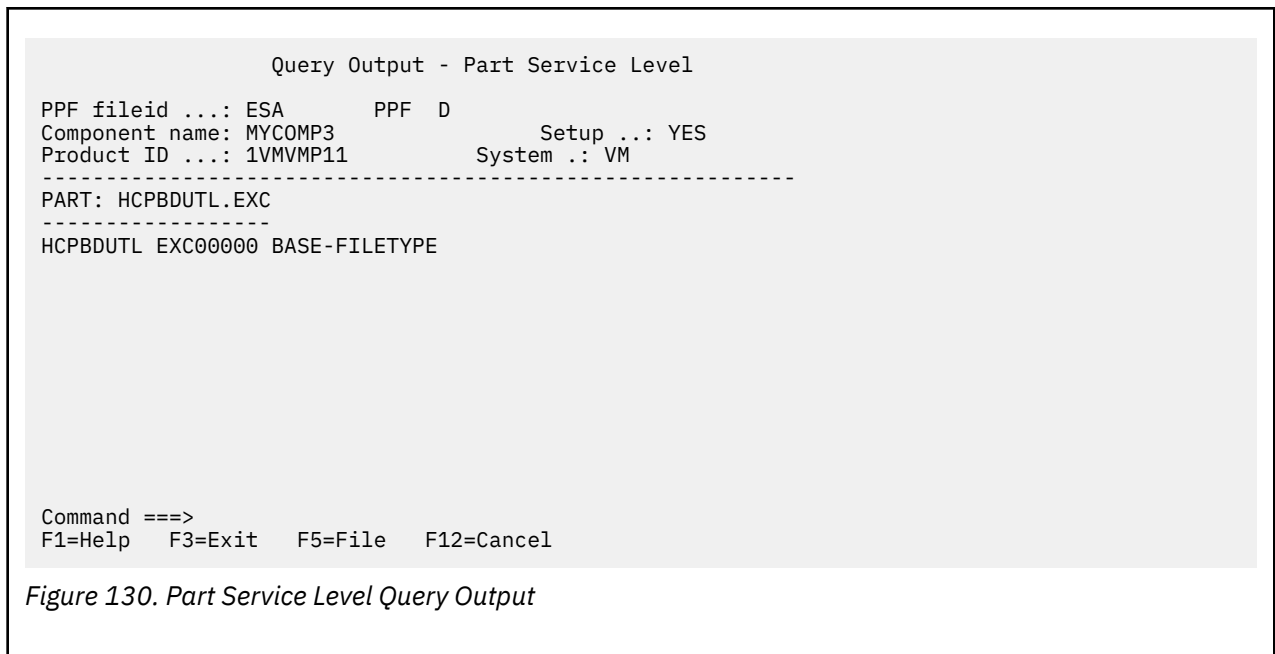 Query Output - Part Service Level
PPF fileid ...: ESA PPF D
Component name: MYCOMP3 Setup ..: YES
Product ID ...: 1VMVMP11 System .: VM
-----------------------------------------------------------
PART: HCPBDUTL.EXC
------------------
HCPBDUTL EXC00000 BASE-FILETYPE
Command ===>
F1=Help F3=Exit F5=File F12=Cancel
Figure 130. Part Service Level Query Output